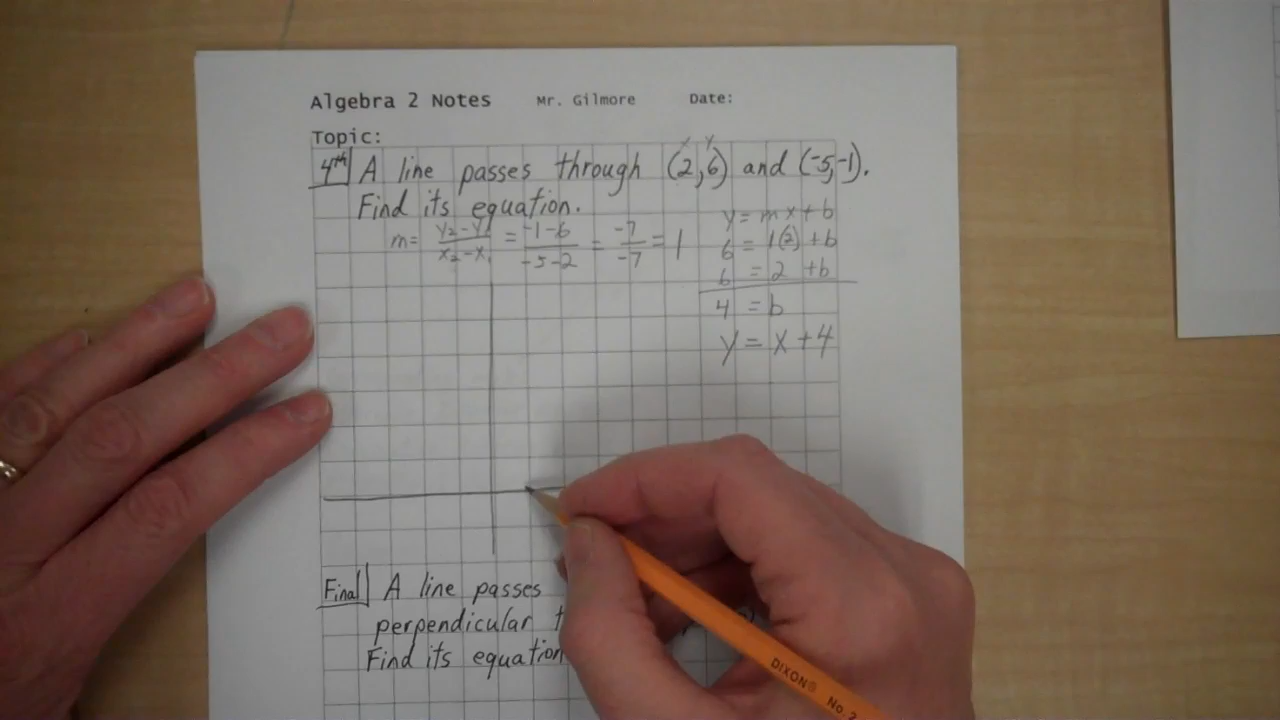 Algebra 2 Notes Mr. Gilmore Date:
Topic:
4th A line passes through (2,6) and (-5,-1).
x y
Find its equation.
m= y₂-y₁/x₂-x₁ = -1-6/-5-2 = -7/-7 = 1
y = mx+b
6 = 1(2)+b
6 = 2 +b
4 = b
y = x+4
Final A line passes
perpendicular
Find its equation
DIXON® No. 2